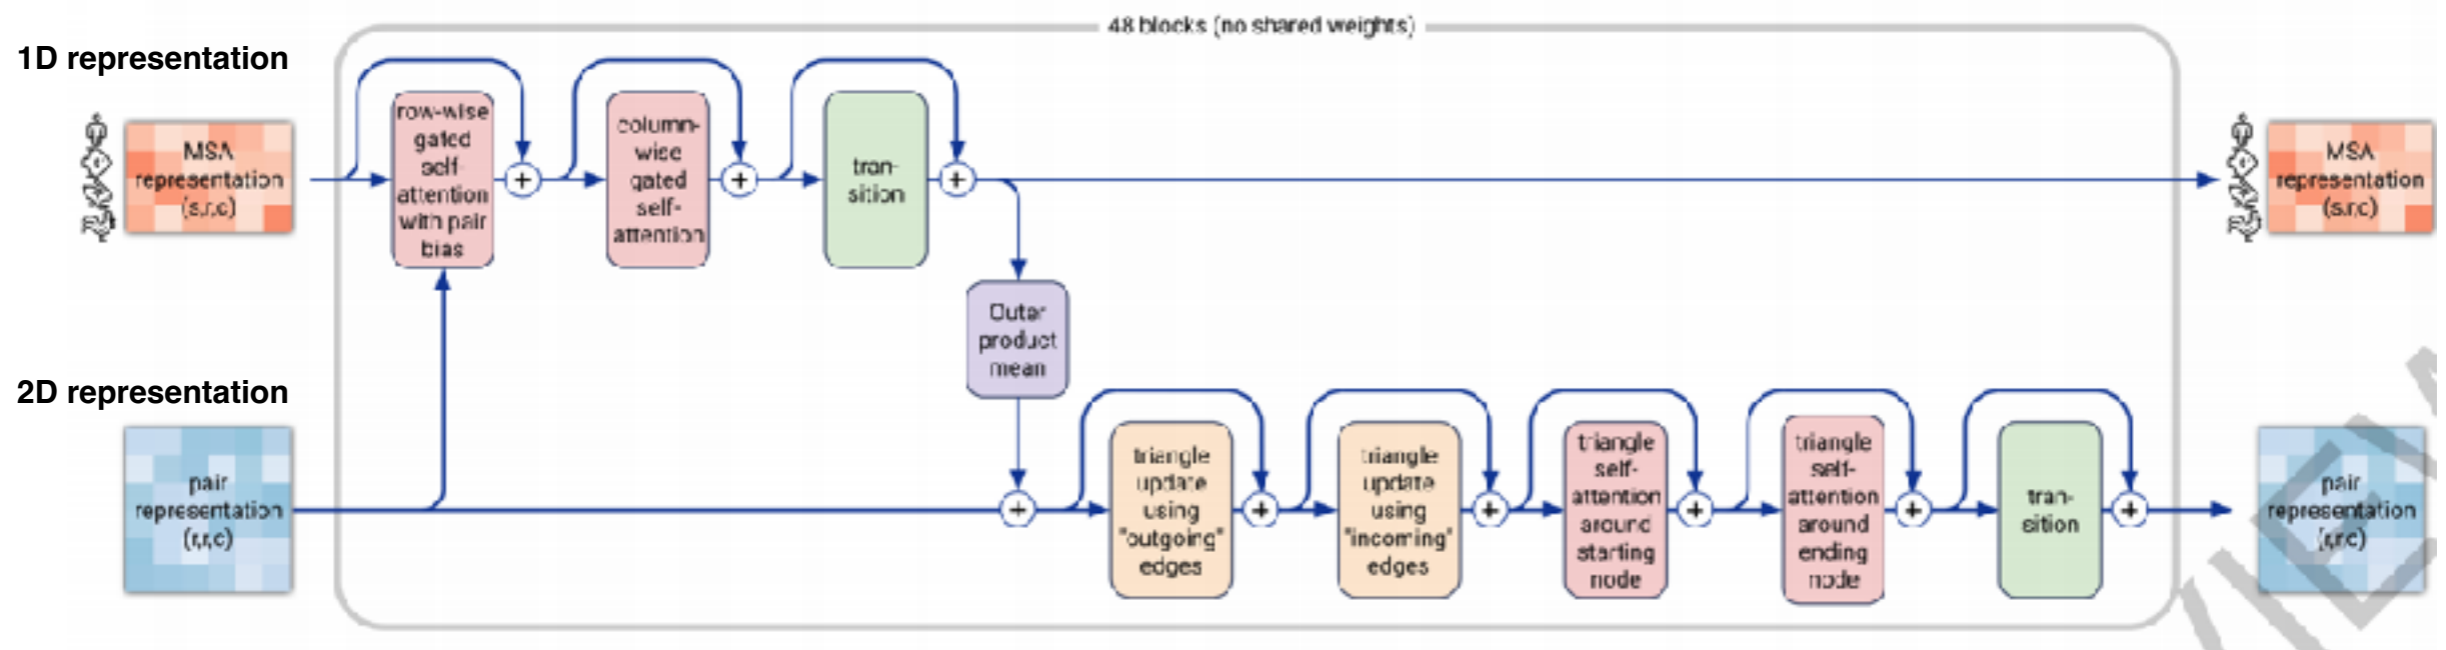 48 blocks (no shared weights)
1D representation
MSA
representation
(s,r,c)
row-wise
gated
self-
attention
with pair
bias
column-
wise
gated
self-
attention
tran-
sition
MSA
representation
(s,r,c)
Outer
product
mean
2D representation
pair
representation
(r,r,c)
triangle
update
using
"outgoing"
edges
triangle
update
using
"incoming"
edges
triangle
self-
attention
around
starting
node
triangle
self-
attention
around
ending
node
tran-
sition
pair
representation
(r,r,c)